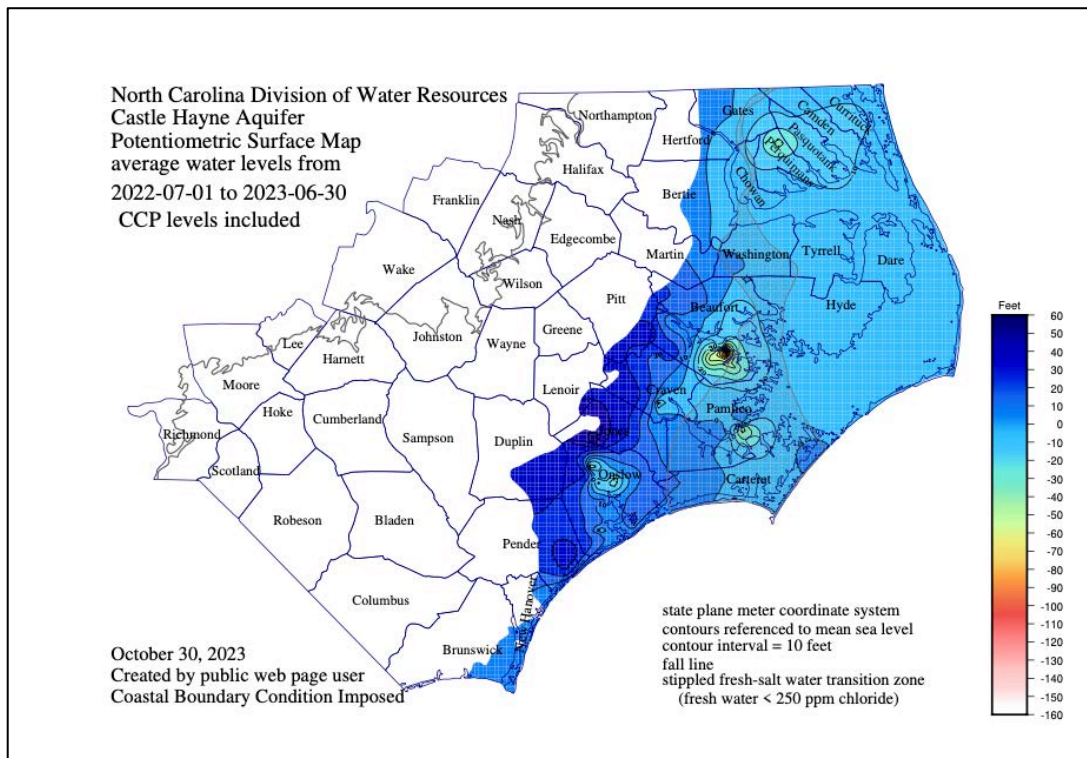 North Carolina Division of Water Resources
Castle Hayne Aquifer
Potentiometric Surface Map
average water levels from
2022-07-01 to 2023-06-30
CCP levels included
Northampton
Gates
Camden
Currituck
Hertford
Pasquotank
Perquimans
Halifax
Chowan
Bertie
Franklin
Nash
Edgecombe
Martin
Washington
Tyrrell
Dare
Wake
Wilson
Pitt
Beaufort
Hyde
Johnston
Greene
Lee
Harnett
Wayne
Moore
Lenoir
Craven
Pamlico
Hoke
Cumberland
Sampson
Duplin
Jones
Richmond
Scotland
Onslow
Carteret
Robeson
Bladen
Pender
Columbus
New Hanover
Brunswick
Feet
60
50
40
30
20
10
0
-10
-20
-30
-40
-50
-60
-70
-80
-90
-100
-110
-120
-130
-140
-150
-160
state plane meter coordinate system
contours referenced to mean sea level
contour interval = 10 feet
fall line
stippled fresh-salt water transition zone
(fresh water < 250 ppm chloride)
October 30, 2023
Created by public web page user
Coastal Boundary Condition Imposed